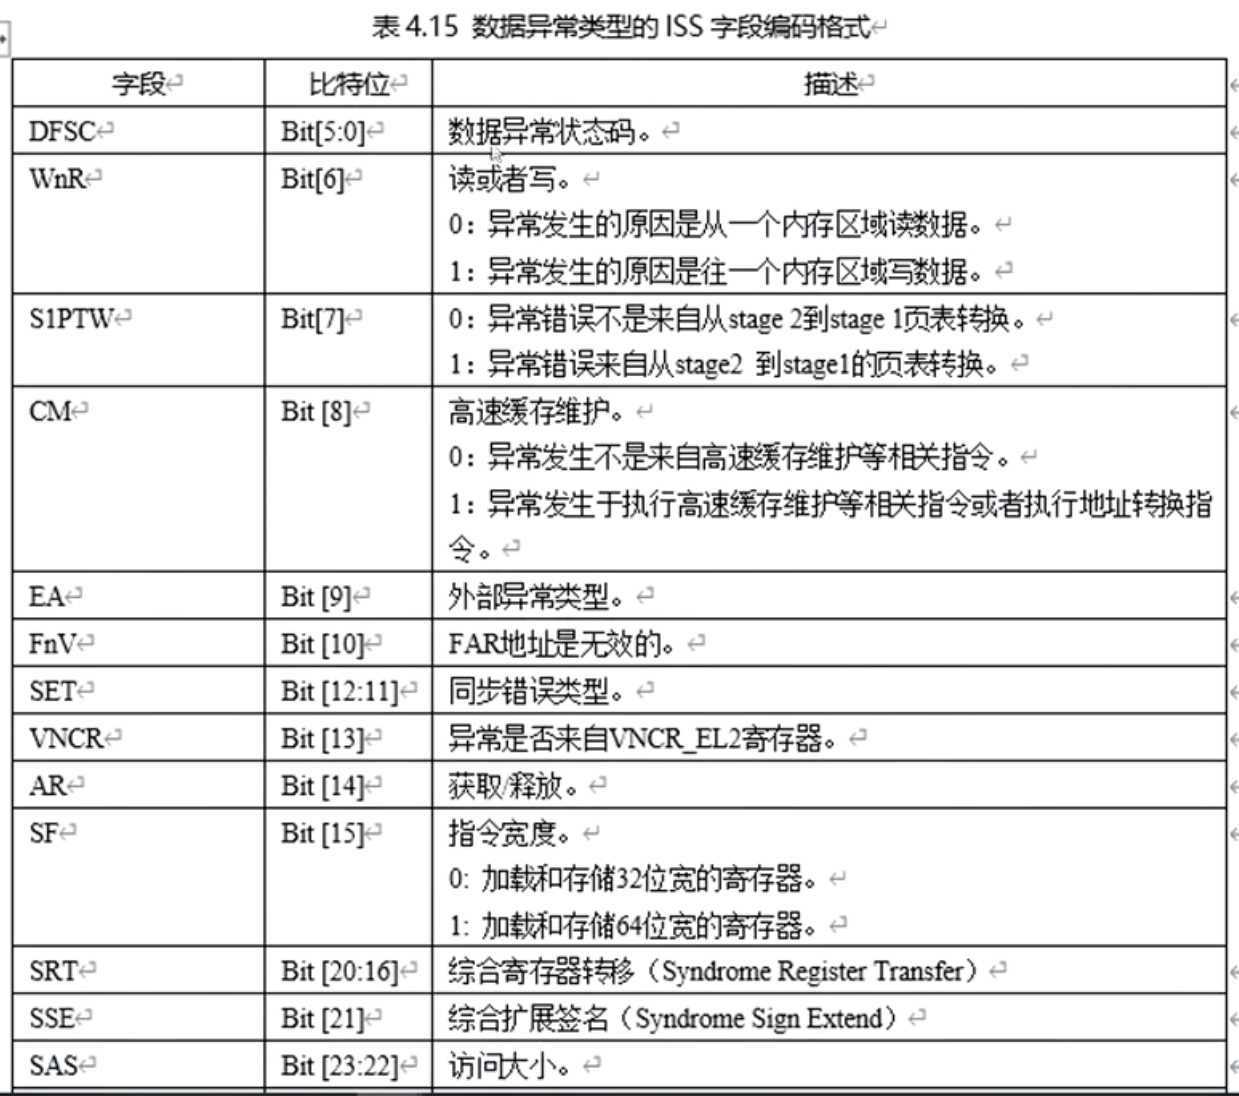 表 4.15 数据异常类型的 ISS 字段编码格式
字段 比特位 描述
DFSC Bit[5:0] 数据异常状态码。
WnR Bit[6] 读或者写。
0：异常发生的原因是从一个内存区域读数据。
1：异常发生的原因是往一个内存区域写数据。
S1PTW Bit[7] 0：异常错误不是来自从stage 2到stage 1页表转换。
1：异常错误来自从stage2 到stage1的页表转换。
CM Bit [8] 高速缓存维护。
0：异常发生不是来自高速缓存维护等相关指令。
1：异常发生于执行高速缓存维护等相关指令或者执行地址转换指
令。
EA Bit [9] 外部异常类型。
FnV Bit [10] FAR地址是无效的。
SET Bit [12:11] 同步错误类型。
VNCR Bit [13] 异常是否来自VNCR_EL2寄存器。
AR Bit [14] 获取/释放。
SF Bit [15] 指令宽度。
0: 加载和存储32位宽的寄存器。
1: 加载和存储64位宽的寄存器。
SRT Bit [20:16] 综合寄存器转移（Syndrome Register Transfer）
SSE Bit [21] 综合扩展签名（Syndrome Sign Extend）
SAS Bit [23:22] 访问大小。